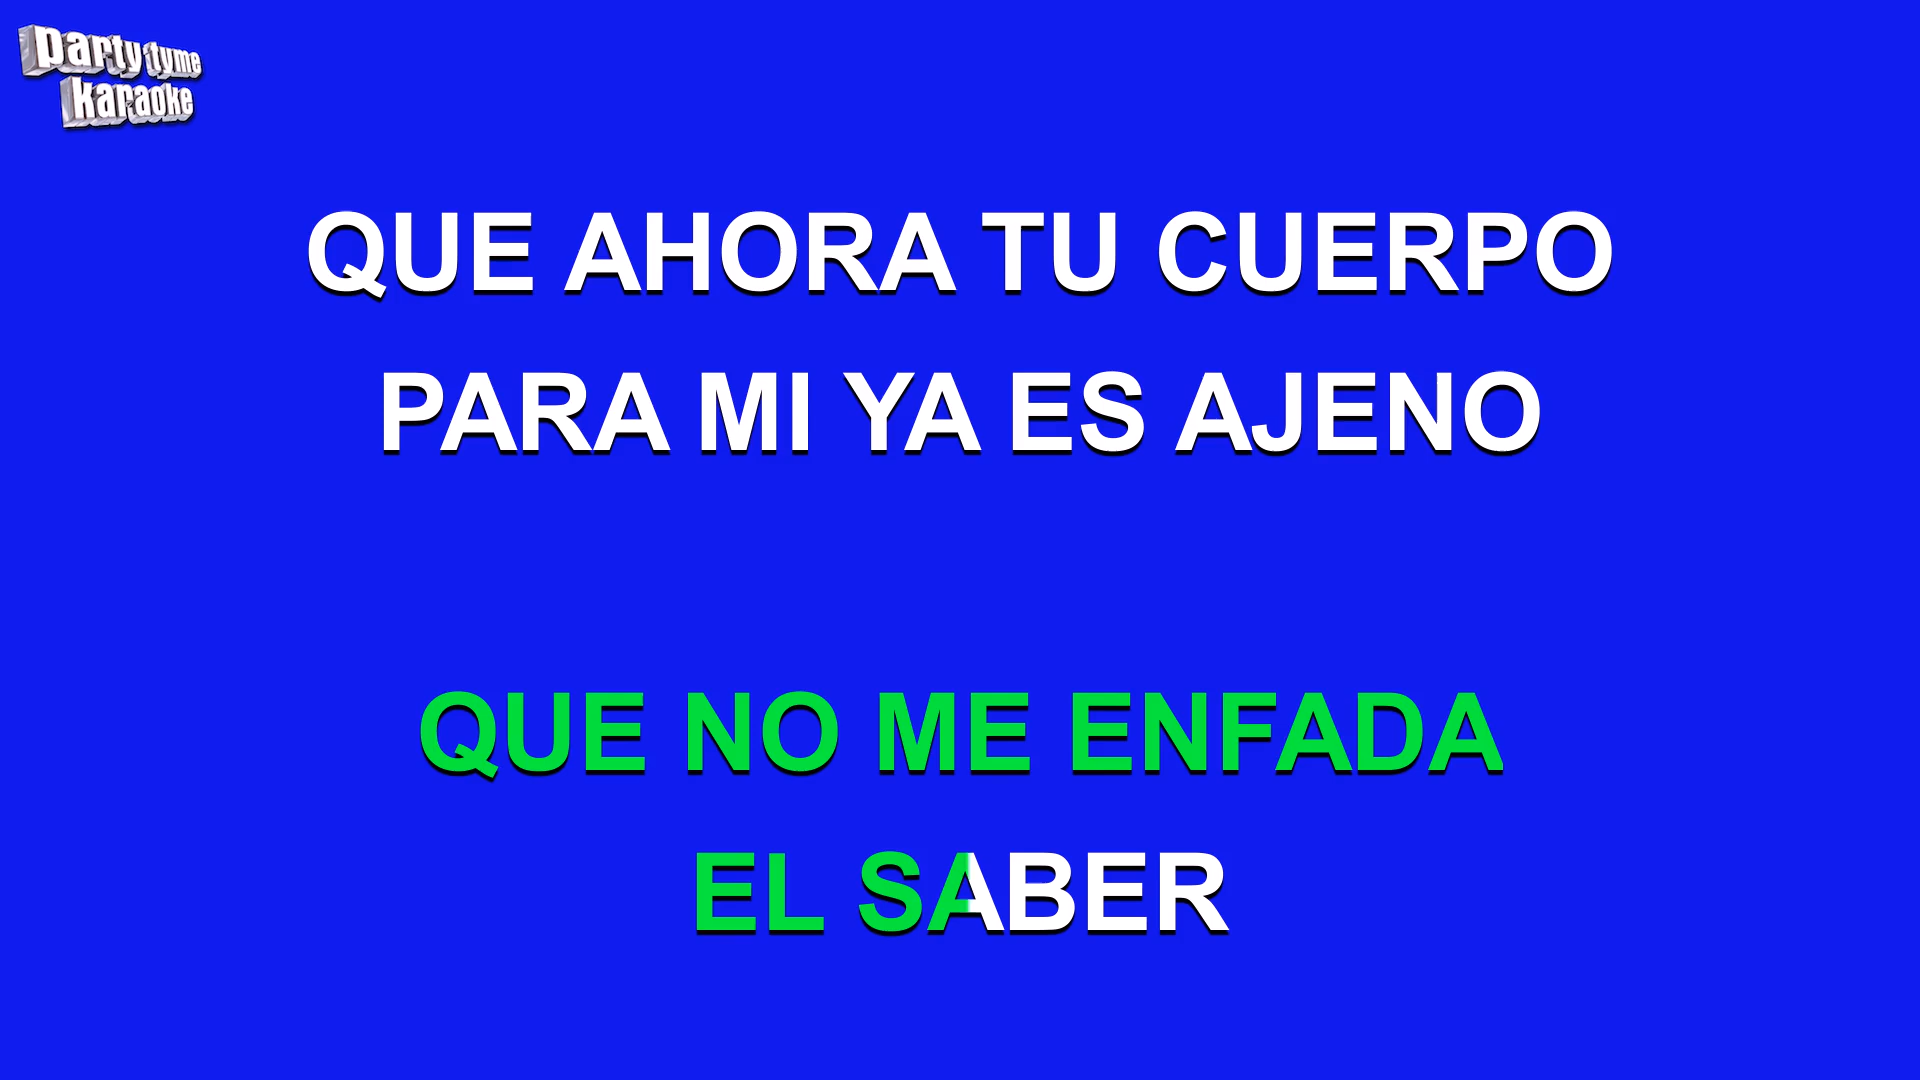 party tyme
karaoke
QUE AHORA TU CUERPO
PARA MI YA ES AJENO
QUE NO ME ENFADA
EL SABER